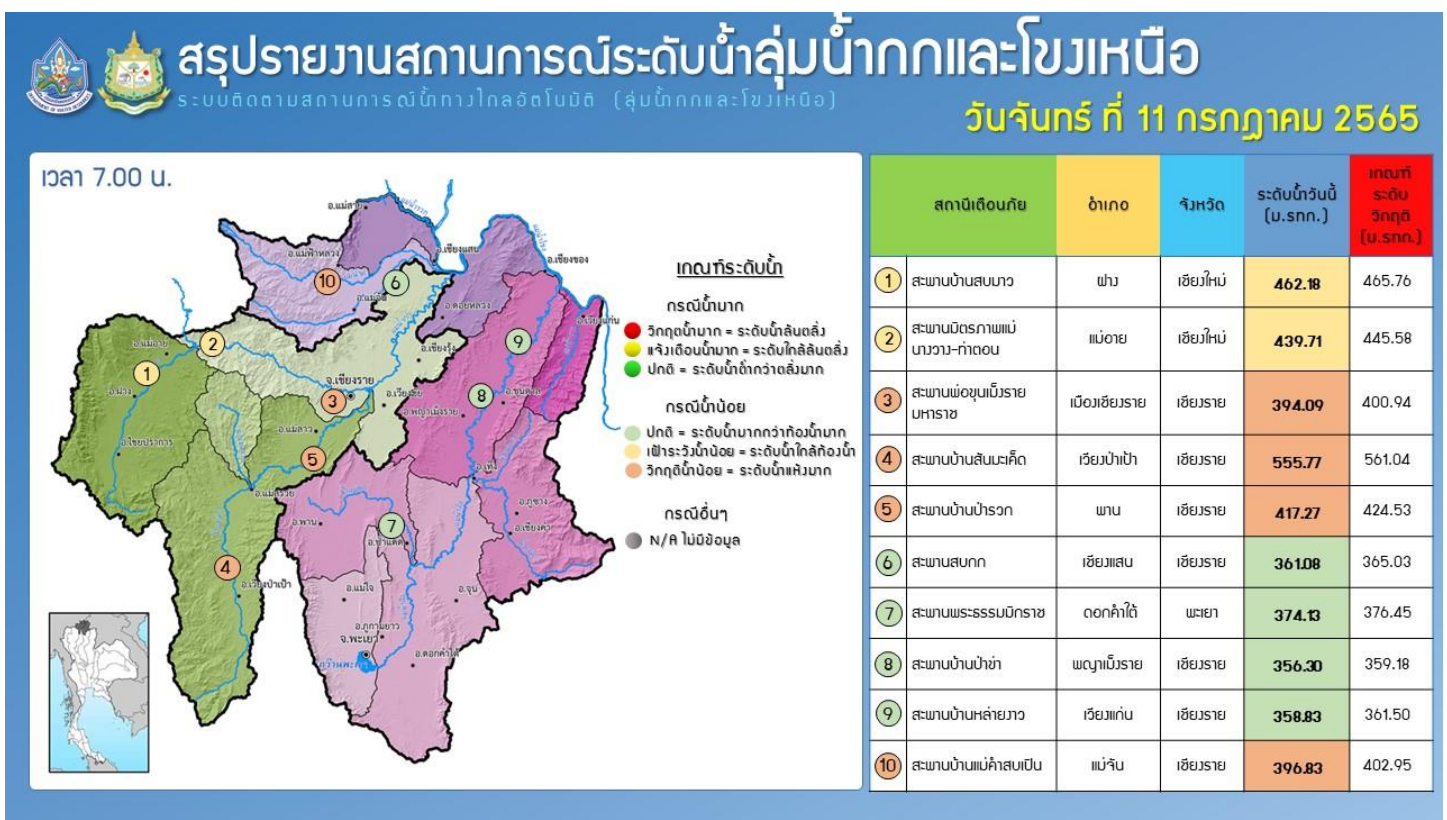 สรุปรายงานสถานการณ์ระดับน้ำลุ่มน้ำกกและโขงเหนือ
ระบบติดตามสถานการณ์น้ำทางไกลอัตโนมัติ (ลุ่มน้ำกกและโขงเหนือ)
วันจันทร์ ที่ 11 กรกฎาคม 2565
เวลา 7.00 น.
อ.แม่สาย
อ.แม่ฟ้าหลวง
อ.เชียงแสน
อ.เชียงของ
10
6
อ.ดอยหลวง
อ.เวียงแก่น
อ.แม่อาย
2
9
1
อ.เชียงรุ้ง
อ.ฝาง
จ.เชียงราย
3
8
อ.ขุนตาล
อ.พญาเม็งราย
อ.แม่ลาว
อ.ไชยปราการ
5
อ.เทิง
อ.แม่สรวย
อ.ภูซาง
อ.พาน
7
อ.เชียงคำ
อ.ป่าแดด
4
อ.เวียงป่าเป้า
อ.แม่ใจ
อ.จุน
อ.ภูกามยาว
จ.พะเยา
อ.ดอกคำใต้
กว๊านพะเยา
เกณฑ์ระดับน้ำ
กรณีน้ำมาก
วิกฤตน้ำมาก = ระดับน้ำล้นตลิ่ง
แจ้งเตือนน้ำมาก = ระดับใกล้ล้นตลิ่ง
ปกติ = ระดับน้ำต่ำกว่าตลิ่งมาก
กรณีน้ำน้อย
ปกติ = ระดับน้ำมากกว่าท้องน้ำมาก
เฝ้าระวังน้ำน้อย = ระดับน้ำใกล้ท้องน้ำ
วิกฤติน้ำน้อย = ระดับน้ำแห้งมาก
กรณีอื่นๆ
N/A ไม่มีข้อมูล
สถานีเตือนภัย อำเภอ จังหวัด ระดับน้ำวันนี้ (ม.รทก.) เกณฑ์ระดับวิกฤติ (ม.รทก.)
1 สะพานบ้านสบมาว ฝาง เชียงใหม่ 462.18 465.76
2 สะพานมิตรภาพแม่นางวาง-ท่าตอน แม่อาย เชียงใหม่ 439.71 445.58
3 สะพานพ่อขุนเม็งรายมหาราช เมืองเชียงราย เชียงราย 394.09 400.94
4 สะพานบ้านสันมะเค็ด เวียงป่าเป้า เชียงราย 555.77 561.04
5 สะพานบ้านป่ารวก พาน เชียงราย 417.27 424.53
6 สะพานสบกก เชียงแสน เชียงราย 361.08 365.03
7 สะพานพระธรรมมิกราช ดอกคำใต้ พะเยา 374.13 376.45
8 สะพานบ้านป่าข่า พญาเม็งราย เชียงราย 356.30 359.18
9 สะพานบ้านหล่ายงาว เวียงแก่น เชียงราย 358.83 361.50
10 สะพานบ้านแม่คำสบเปิน แม่จัน เชียงราย 396.83 402.95